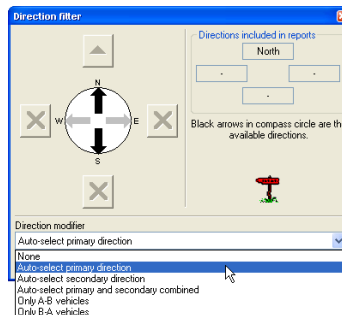 Direction fitter
Directions included in reports
North
-
-
-
N
W
E
S
Black arrows in compass circle are the
available directions.
Direction modifier
Auto-select primary direction
None
Auto-select primary direction
Auto-select secondary direction
Auto-select primary and secondary combined
Only A-B vehicles
Only B-A vehicles